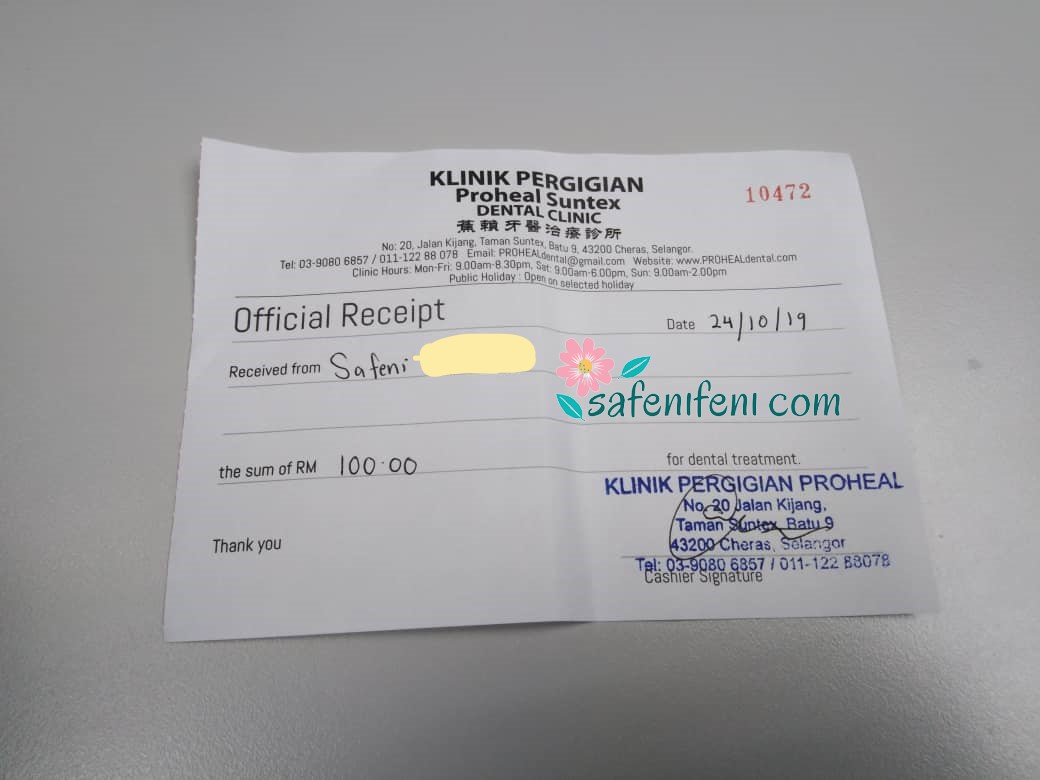 KLINIK PERGIGIAN
Proheal Suntex
DENTAL CLINIC
蕉賴牙醫治療診所
10472
No: 20, Jalan Kijang, Taman Suntex, Batu 9, 43200 Cheras, Selangor.
Tel: 03-9080 6857 / 011-122 88 078 Email: PROHEALdental@gmail.com Website: www.PROHEALdental.com
Clinic Hours: Mon-Fri: 9.00am-8.30pm, Sat: 9.00am-6.00pm, Sun: 9.00am-2.00pm
Public Holiday : Open on selected holiday
Official Receipt
Date 24/10/19
Received from Safeni
safenifeni com
the sum of RM 100.00
for dental treatment.
KLINIK PERGIGIAN PROHEAL
No. 20 Jalan Kijang,
Taman Suntex, Batu 9
43200 Cheras, Selangor
Tel: 03-9080 6857 / 011-122 88078
Thank you
Cashier Signature